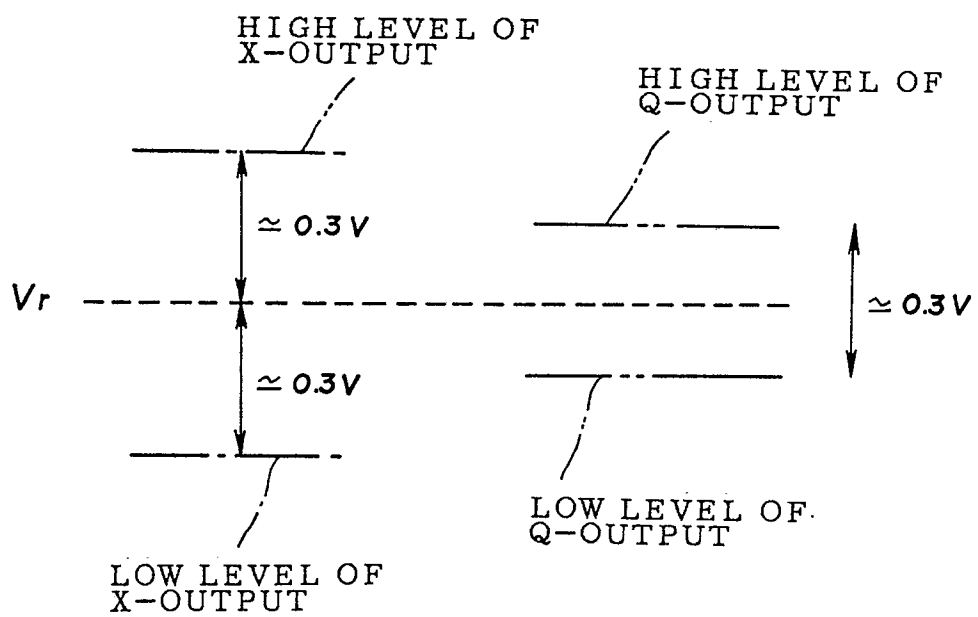 HIGH LEVEL OF
X-OUTPUT
HIGH LEVEL OF
Q-OUTPUT
≃ 0.3 V
Vr
≃ 0.3 V
≃ 0.3 V
LOW LEVEL OF
Q-OUTPUT
LOW LEVEL OF
X-OUTPUT